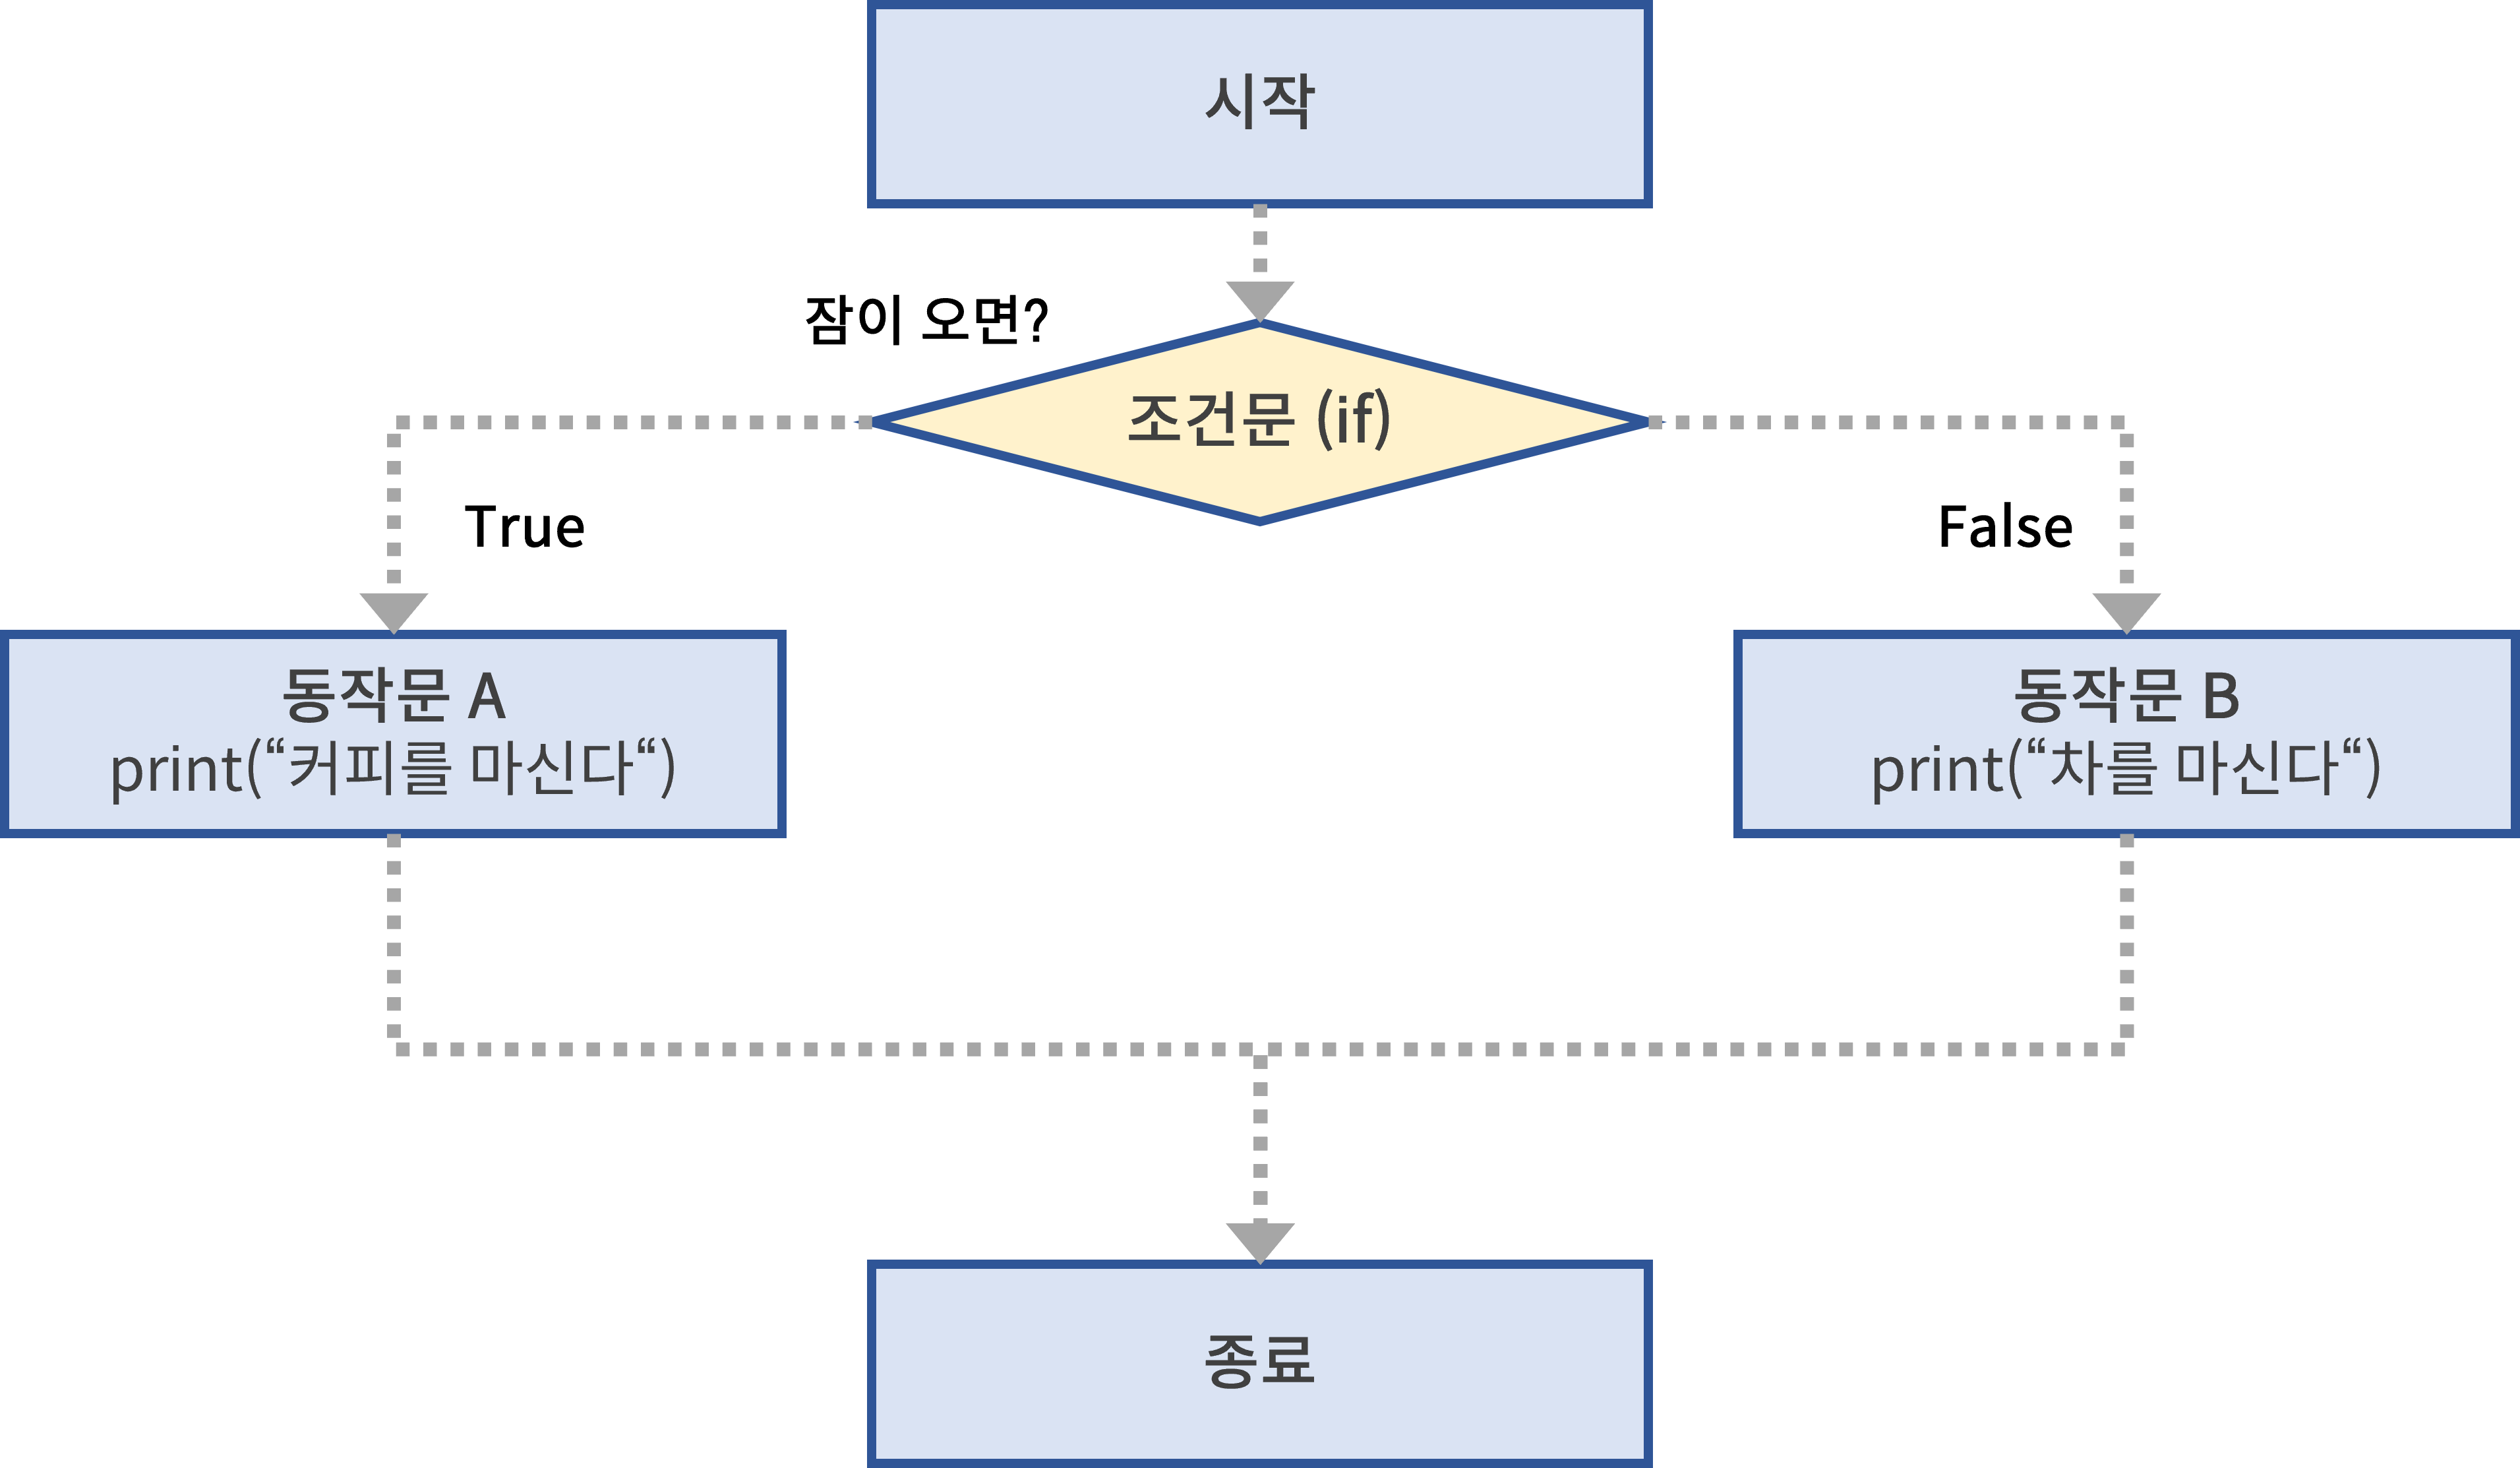 시작
잠이 오면?
조건문 (if)
True
False
동작문 A
print(“커피를 마신다“)
동작문 B
print(“차를 마신다“)
종료